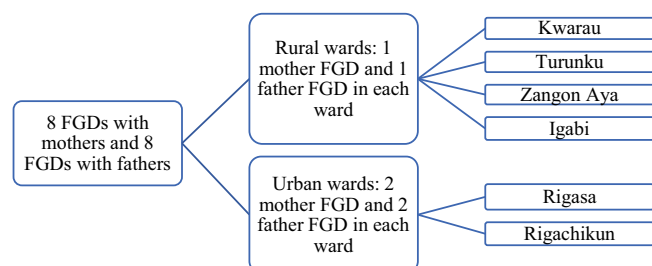 8 FGDs with
mothers and 8
FGDs with fathers
Rural wards: 1
mother FGD and 1
father FGD in each
ward
Kwarau
Turunku
Zangon Aya
Igabi
Urban wards: 2
mother FGD and 2
father FGD in each
ward
Rigasa
Rigachikun